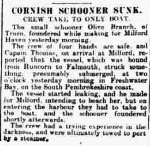 CORNISH SCHOONER SUNK.
CREW TAKE TO ONLY BOAT.
The small schooner Olive Branch, of
Truro, foundered while making for Milford
Haven yesterday morning.
The crew of four hands are safe, and
Captain Thomas, on arrival at Milford, re-
ported that the vessel, which was bound
from Runcorn to Falmouth, struck some-
thing, presumably submerged, at two
o'clock yesterday morning in Freshwater
Bay, on the South Pembrokeshire coast.
The vessel started leaking, and he made
for Milford, intending to beach her, but on
entering the harbour they had to take to
the boat, and the schooner foundered
shortly afterwards.
The crew had a trying experience in the
darkness, and were ultimately towed to port
by a steamer.